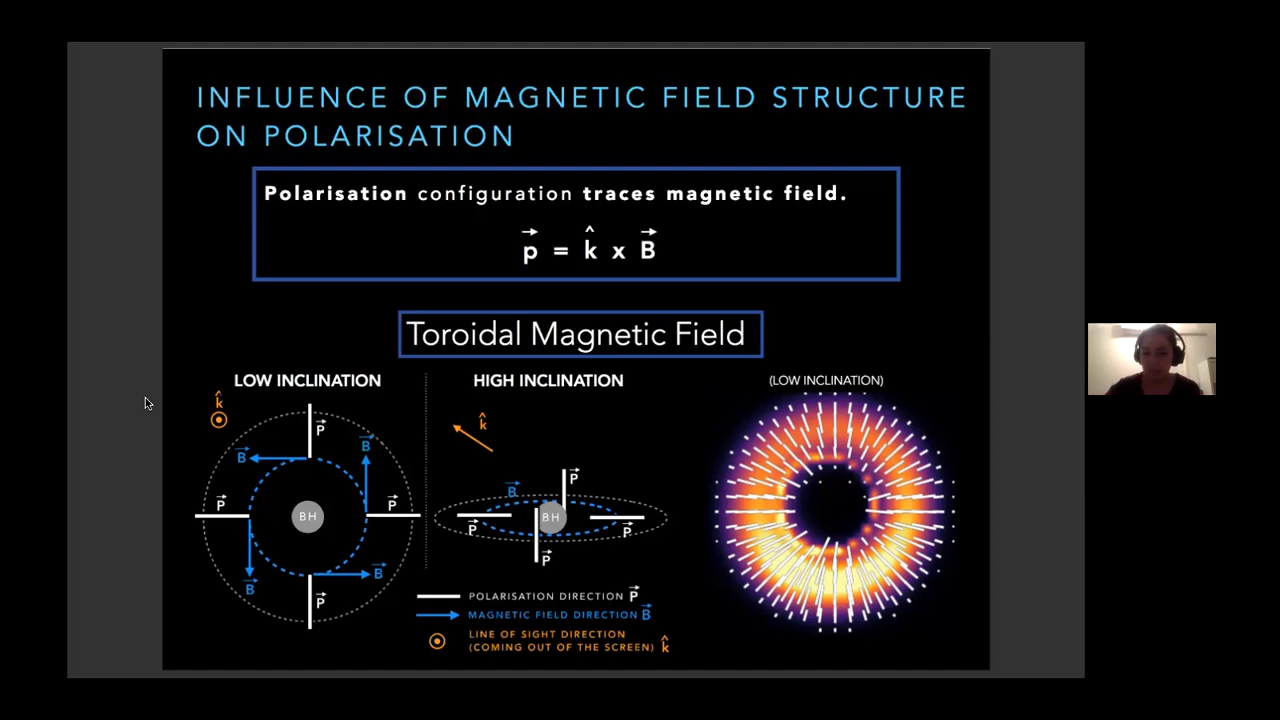 INFLUENCE OF MAGNETIC FIELD STRUCTURE
ON POLARISATION
Polarisation configuration traces magnetic field.
p⃗ = k̂ x B⃗
Toroidal Magnetic Field
LOW INCLINATION
HIGH INCLINATION
(LOW INCLINATION)
k̂
P⃗
B⃗
B⃗
P⃗
P⃗
BH
B⃗
B⃗
P⃗
k̂
P⃗
B⃗
BH
P⃗
P⃗
P⃗
POLARISATION DIRECTION P⃗
MAGNETIC FIELD DIRECTION B⃗
LINE OF SIGHT DIRECTION
(COMING OUT OF THE SCREEN) k̂